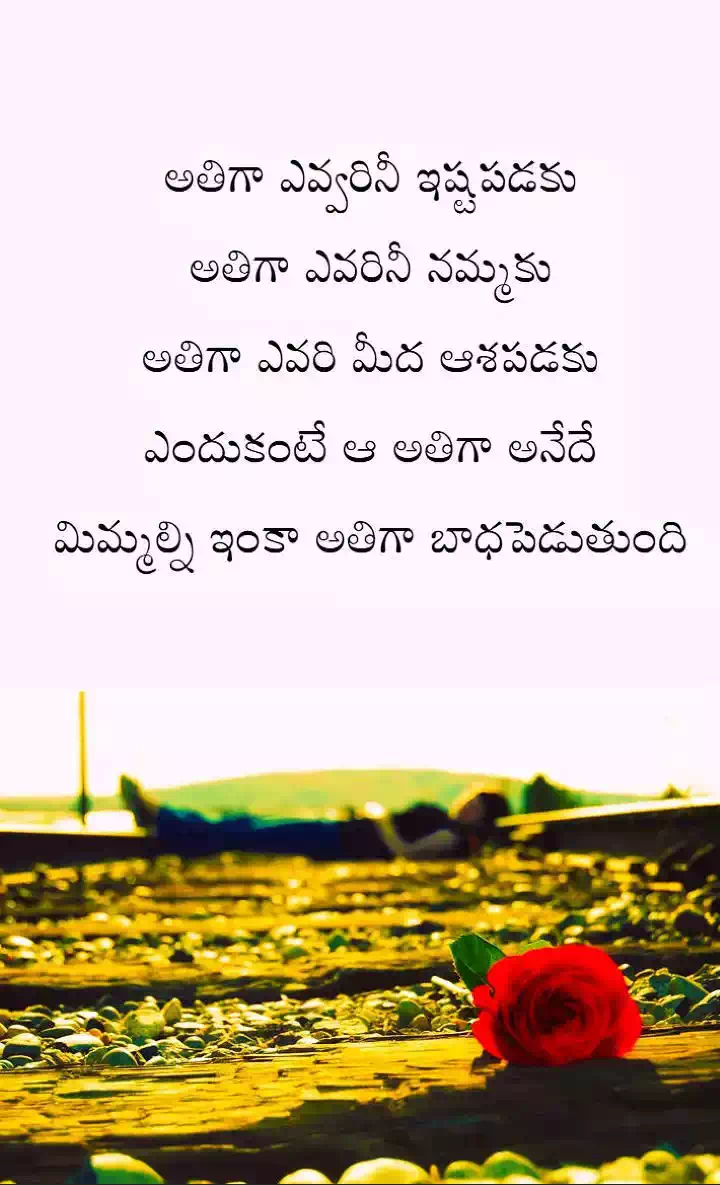 అతిగా ఎవ్వరినీ ఇష్టపడకు
అతిగా ఎవరినీ నమ్మకు
అతిగా ఎవరి మీద ఆశపడకు
ఎందుకంటే ఆ అతిగా అనేదే
మిమ్మల్ని ఇంకా అతిగా బాధపెడుతుంది